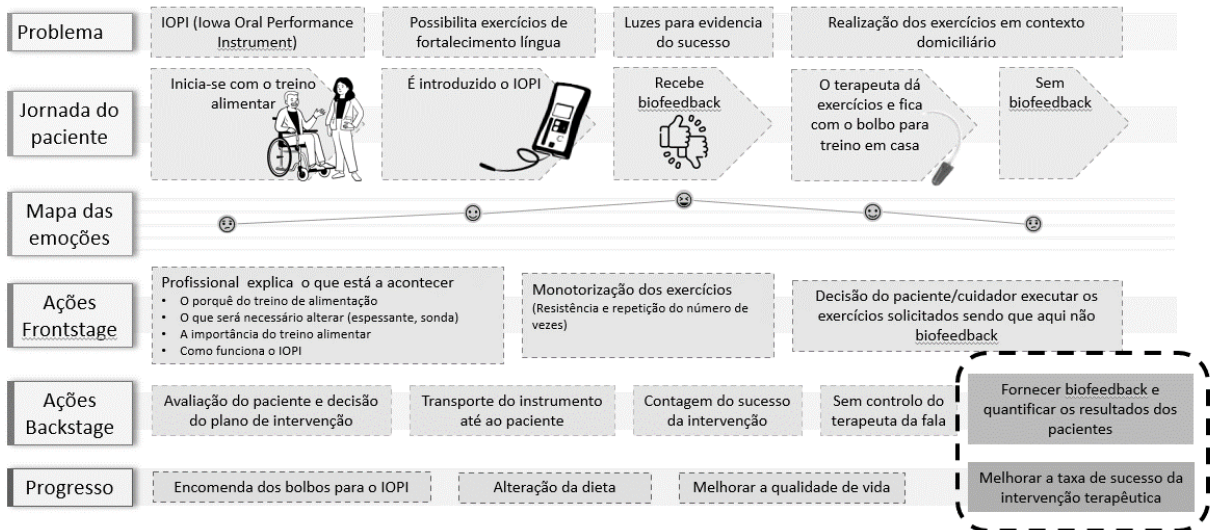 Problema
IOPI (Iowa Oral Performance
Instrument)
Possibilita exercícios de
fortalecimento língua
Luzes para evidencia
do sucesso
Realização dos exercícios em contexto
domiciliário
Jornada do
paciente
Inicia-se com o treino
alimentar
É introduzido o IOPI
Recebe
biofeedback
O terapeuta dá
exercícios e fica
com o bolbo para
treino em casa
Sem
biofeedback
Mapa das
emoções
Ações
Frontstage
Profissional explica o que está a acontecer
• O porquê do treino de alimentação
• O que será necessário alterar (espessante, sonda)
• A importância do treino alimentar
• Como funciona o IOPI
Monotorização dos exercícios
(Resistência e repetição do número de
vezes)
Decisão do paciente/cuidador executar os
exercícios solicitados sendo que aqui não
biofeedback
Ações
Backstage
Avaliação do paciente e decisão
do plano de intervenção
Transporte do instrumento
até ao paciente
Contagem do sucesso
da intervenção
Sem controlo do
terapeuta da fala
Fornecer biofeedback e
quantificar os resultados dos
pacientes
Progresso
Encomenda dos bolbos para o IOPI
Alteração da dieta
Melhorar a qualidade de vida
Melhorar a taxa de sucesso da
intervenção terapêutica